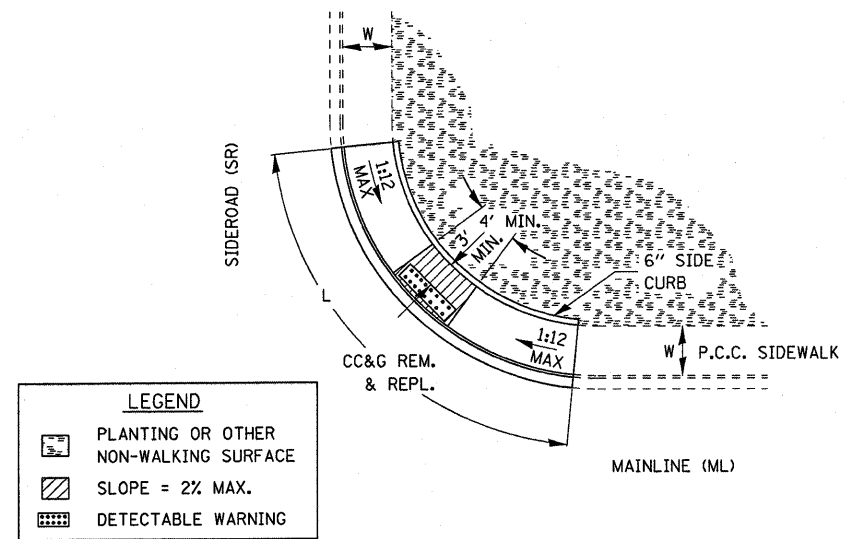 W
SIDEROAD (SR)
1:12
MAX
4' MIN.
3'
MIN.
6" SIDE
CURB
L
1:12
MAX
W P.C.C. SIDEWALK
CC&G REM.
& REPL.
MAINLINE (ML)
LEGEND
PLANTING OR OTHER
NON-WALKING SURFACE
SLOPE = 2% MAX.
DETECTABLE WARNING